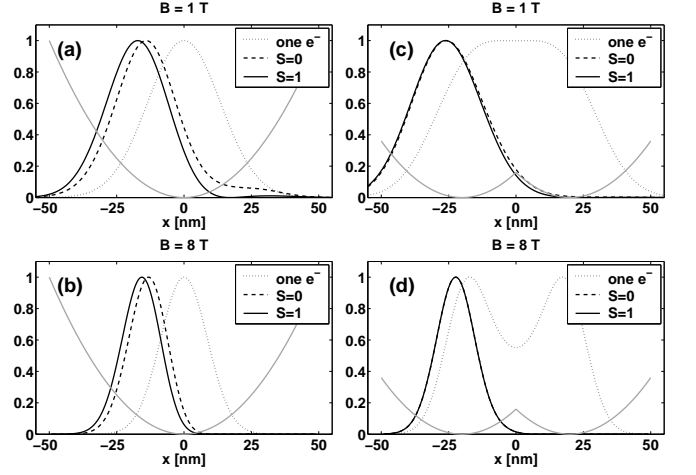 B = 1 T
B = 1 T
(a)
one e⁻
S=0
S=1
1
0.8
0.6
0.4
0.2
0
−50 −25 0 25 50
x [nm]
(c)
one e⁻
S=0
S=1
1
0.8
0.6
0.4
0.2
0
−50 −25 0 25 50
x [nm]
B = 8 T
B = 8 T
(b)
one e⁻
S=0
S=1
1
0.8
0.6
0.4
0.2
0
−50 −25 0 25 50
x [nm]
(d)
one e⁻
S=0
S=1
1
0.8
0.6
0.4
0.2
0
−50 −25 0 25 50
x [nm]